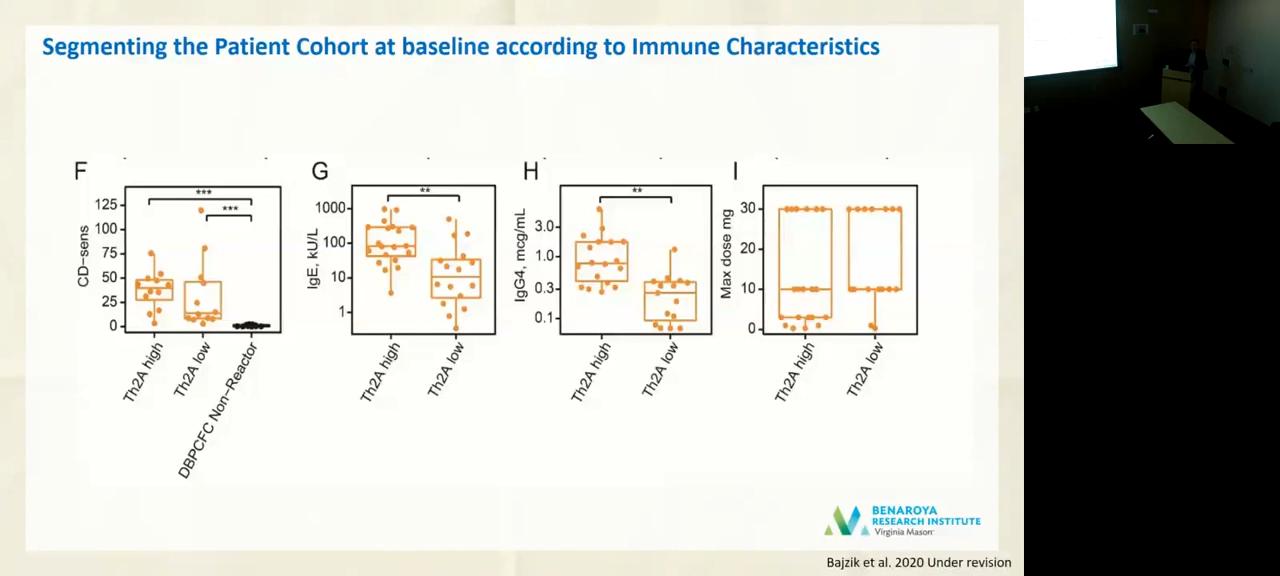 Segmenting the Patient Cohort at baseline according to Immune Characteristics
F
CD−sens
125
100
75
50
25
0
***
***
Th2A high
Th2A low
DBPCFC Non−Reactor
G
IgE, kU/L
1000
100
10
1
**
Th2A high
Th2A low
H
IgG4, mcg/mL
3.0
1.0
0.3
0.1
**
Th2A high
Th2A low
I
Max dose mg
30
20
10
0
Th2A high
Th2A low
BENAROYA
RESEARCH INSTITUTE
Virginia Mason
Bajzik et al. 2020 Under revision